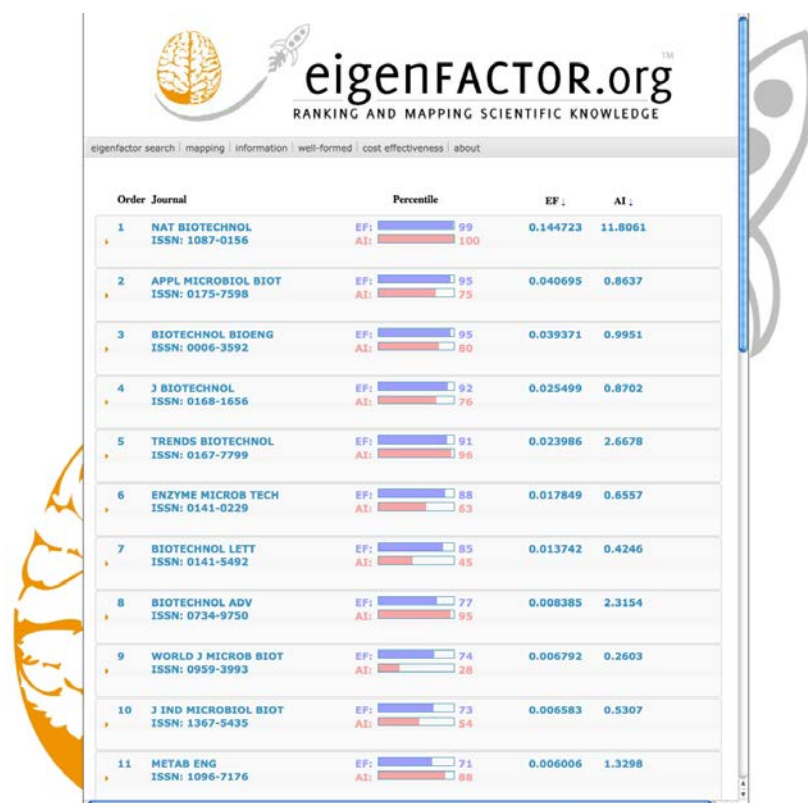 eigenFACTOR.org™
RANKING AND MAPPING SCIENTIFIC KNOWLEDGE
eigenfactor search | mapping | information | well-formed | cost effectiveness | about
Order Journal Percentile EF↓ AI↓
1 NAT BIOTECHNOL EF: 99 0.144723 11.8061
ISSN: 1087-0156 AI: 100
2 APPL MICROBIOL BIOT EF: 95 0.040695 0.8637
ISSN: 0175-7598 AI: 75
3 BIOTECHNOL BIOENG EF: 95 0.039371 0.9951
ISSN: 0006-3592 AI: 80
4 J BIOTECHNOL EF: 92 0.025499 0.8702
ISSN: 0168-1656 AI: 76
5 TRENDS BIOTECHNOL EF: 91 0.023986 2.6678
ISSN: 0167-7799 AI: 96
6 ENZYME MICROB TECH EF: 88 0.017849 0.6557
ISSN: 0141-0229 AI: 63
7 BIOTECHNOL LETT EF: 85 0.013742 0.4246
ISSN: 0141-5492 AI: 45
8 BIOTECHNOL ADV EF: 77 0.008385 2.3154
ISSN: 0734-9750 AI: 95
9 WORLD J MICROB BIOT EF: 74 0.006792 0.2603
ISSN: 0959-3993 AI: 28
10 J IND MICROBIOL BIOT EF: 73 0.006583 0.5307
ISSN: 1367-5435 AI: 54
11 METAB ENG EF: 71 0.006006 1.3298
ISSN: 1096-7176 AI: 88